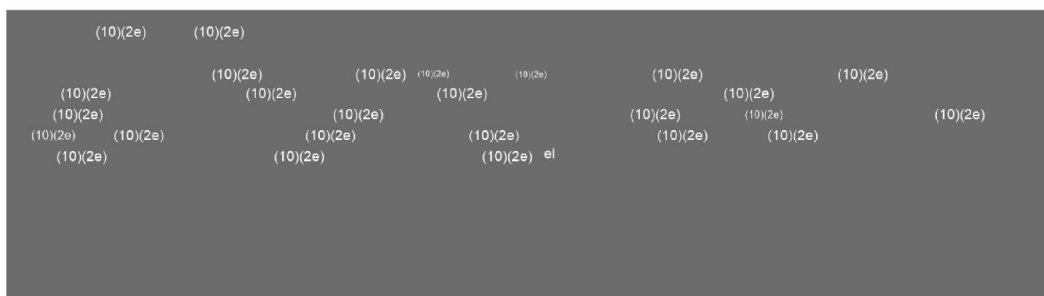 (10)(2e) (10)(2e)
(10)(2e) (10)(2e) (10)(2e) (10)(2e) (10)(2e) (10)(2e)
(10)(2e) (10)(2e) (10)(2e) (10)(2e)
(10)(2e) (10)(2e) (10)(2e) (10)(2e) (10)(2e)
(10)(2e) (10)(2e) (10)(2e) (10)(2e) (10)(2e) (10)(2e)
(10)(2e) (10)(2e) (10)(2e) el